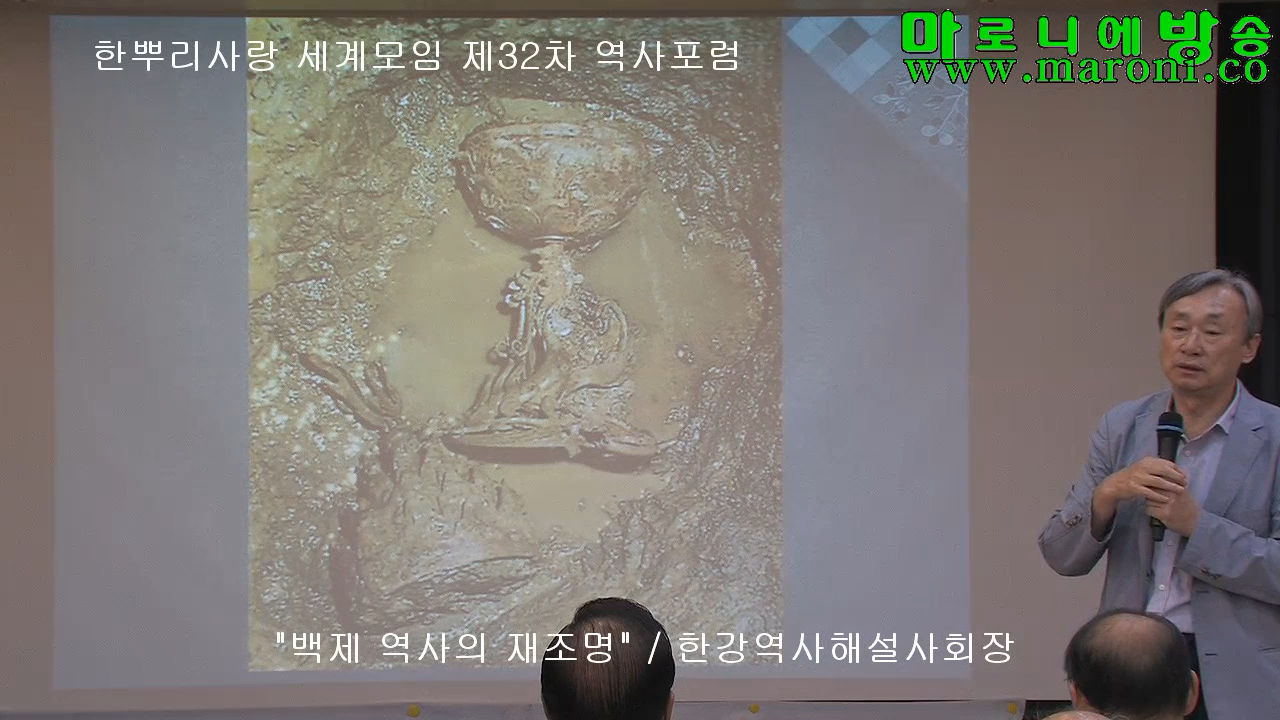 한뿌리사랑 세계모임 제32차 역사포럼
마로니에방송
www.maroni.co
"백제 역사의 재조명" / 한강역사해설사회장